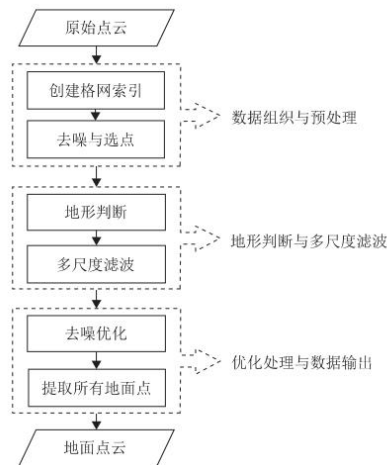 原始点云
创建格网索引
去噪与选点
数据组织与预处理
地形判断
多尺度滤波
地形判断与多尺度滤波
去噪优化
提取所有地面点
优化处理与数据输出
地面点云